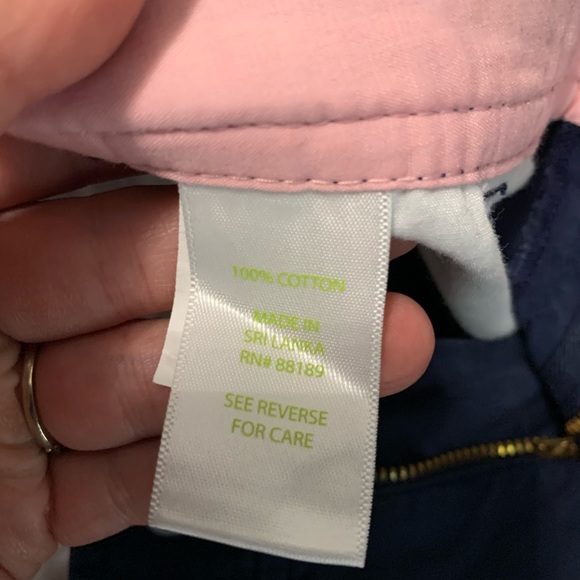 100% COTTON
MADE IN
SRI LANKA
RN# 88189
SEE REVERSE
FOR CARE